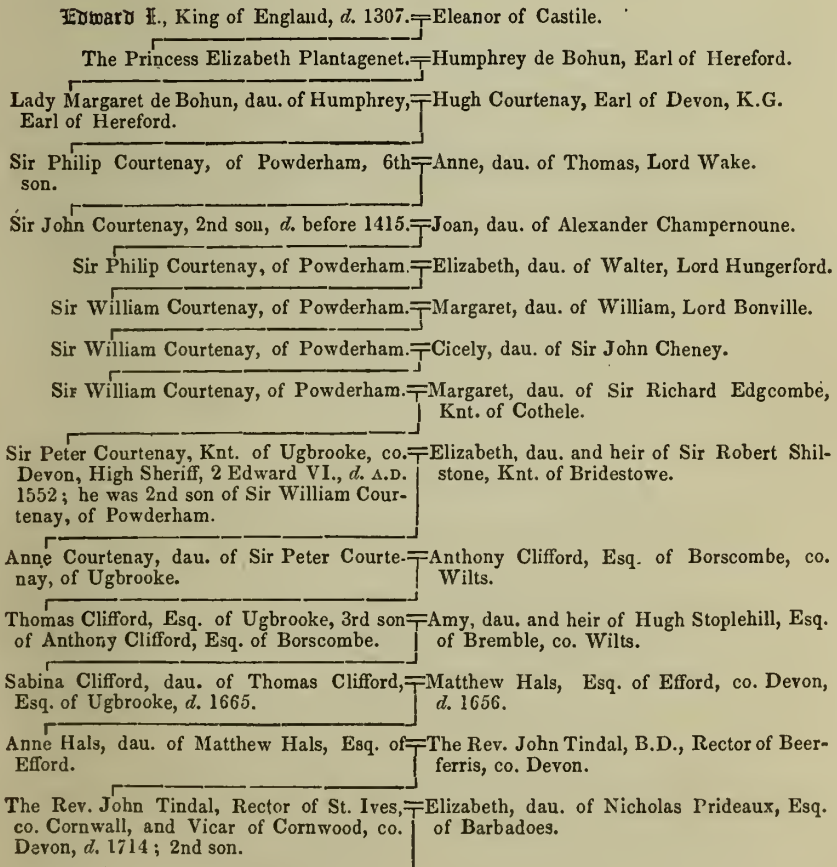 Edward I., King of England, d. 1307. Eleanor of Castile.
The Princess Elizabeth Plantagenet. Humphrey de Bohun, Earl of Hereford.
Lady Margaret de Bohun, dau. of Humphrey, Earl of Hereford. Hugh Courtenay, Earl of Devon, K.G.
Sir Philip Courtenay, of Powderham, 6th son. Anne, dau. of Thomas, Lord Wake.
Sir John Courtenay, 2nd son, d. before 1415. Joan, dau. of Alexander Champernoune.
Sir Philip Courtenay, of Powderham. Elizabeth, dau. of Walter, Lord Hungerford.
Sir William Courtenay, of Powderham. Margaret, dau. of William, Lord Bonville.
Sir William Courtenay, of Powderham. Cicely, dau. of Sir John Cheney.
Sir William Courtenay, of Powderham. Margaret, dau. of Sir Richard Edgcombe,
Knt. of Cothele.
Sir Peter Courtenay, Knt. of Ugbrooke, co.
Devon, High Sheriff, 2 Edward VI., d. A.D.
1552; he was 2nd son of Sir William Cour-
tenay, of Powderham.
Elizabeth, dau. and heir of Sir Robert Shil-
stone, Knt. of Bridestowe.
Anne Courtenay, dau. of Sir Peter Courte-
nay, of Ugbrooke.
Anthony Clifford, Esq. of Borscombe, co.
Wilts.
Thomas Clifford, Esq. of Ugbrooke, 3rd son
of Anthony Clifford, Esq. of Borscombe.
Amy, dau. and heir of Hugh Stoplehill, Esq.
of Bremble, co. Wilts.
Sabina Clifford, dau. of Thomas Clifford,
Esq. of Ugbrooke, d. 1665.
Matthew Hals, Esq. of Efford, co. Devon,
d. 1656.
Anne Hals, dau. of Matthew Hals, Esq. of
Efford.
The Rev. John Tindal, B.D., Rector of Beer-
ferris, co. Devon.
The Rev. John Tindal, Rector of St. Ives,
co. Cornwall, and Vicar of Cornwood, co.
Devon, d. 1714; 2nd son.
Elizabeth, dau. of Nicholas Prideaux, Esq.
of Barbadoes.